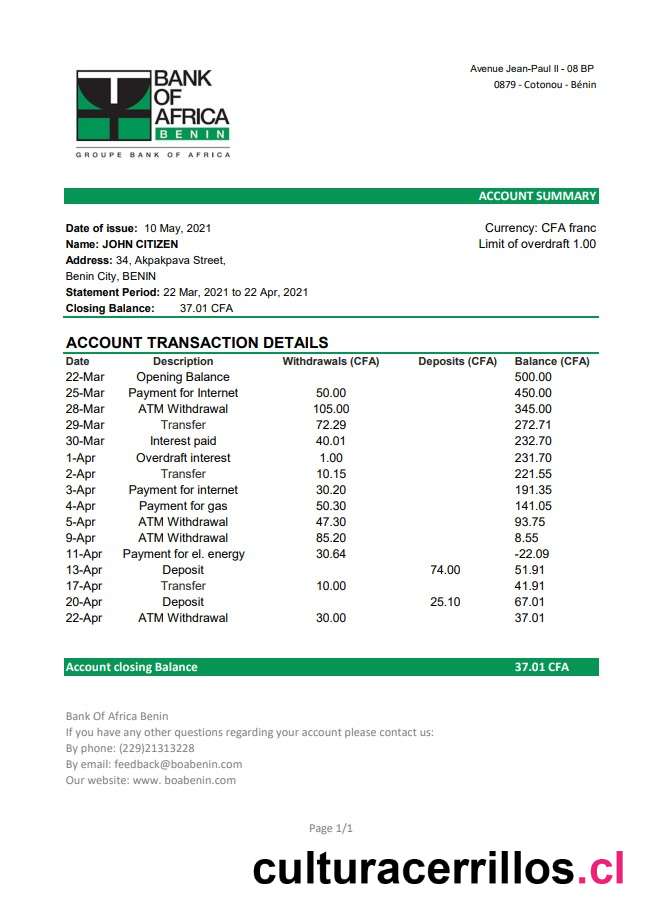 BANK
OF
AFRICA
BENIN
GROUPE BANK OF AFRICA
Avenue Jean-Paul II - 08 BP
0879 - Cotonou - Bénin
ACCOUNT SUMMARY
Date of issue: 10 May, 2021
Currency: CFA franc
Name: JOHN CITIZEN
Limit of overdraft 1.00
Address: 34, Akpakpava Street,
Benin City, BENIN
Statement Period: 22 Mar, 2021 to 22 Apr, 2021
Closing Balance: 37.01 CFA
ACCOUNT TRANSACTION DETAILS
Date Description Withdrawals (CFA) Deposits (CFA) Balance (CFA)
22-Mar Opening Balance 500.00
25-Mar Payment for Internet 50.00 450.00
28-Mar ATM Withdrawal 105.00 345.00
29-Mar Transfer 72.29 272.71
30-Mar Interest paid 40.01 232.70
1-Apr Overdraft interest 1.00 231.70
2-Apr Transfer 10.15 221.55
3-Apr Payment for internet 30.20 191.35
4-Apr Payment for gas 50.30 141.05
5-Apr ATM Withdrawal 47.30 93.75
9-Apr ATM Withdrawal 85.20 8.55
11-Apr Payment for el. energy 30.64 -22.09
13-Apr Deposit 74.00 51.91
17-Apr Transfer 10.00 41.91
20-Apr Deposit 25.10 67.01
22-Apr ATM Withdrawal 30.00 37.01
Account closing Balance 37.01 CFA
Bank Of Africa Benin
If you have any other questions regarding your account please contact us:
By phone: (229)21313228
By email: feedback@boabenin.com
Our website: www. boabenin.com
Page 1/1
culturacerrillos.cl